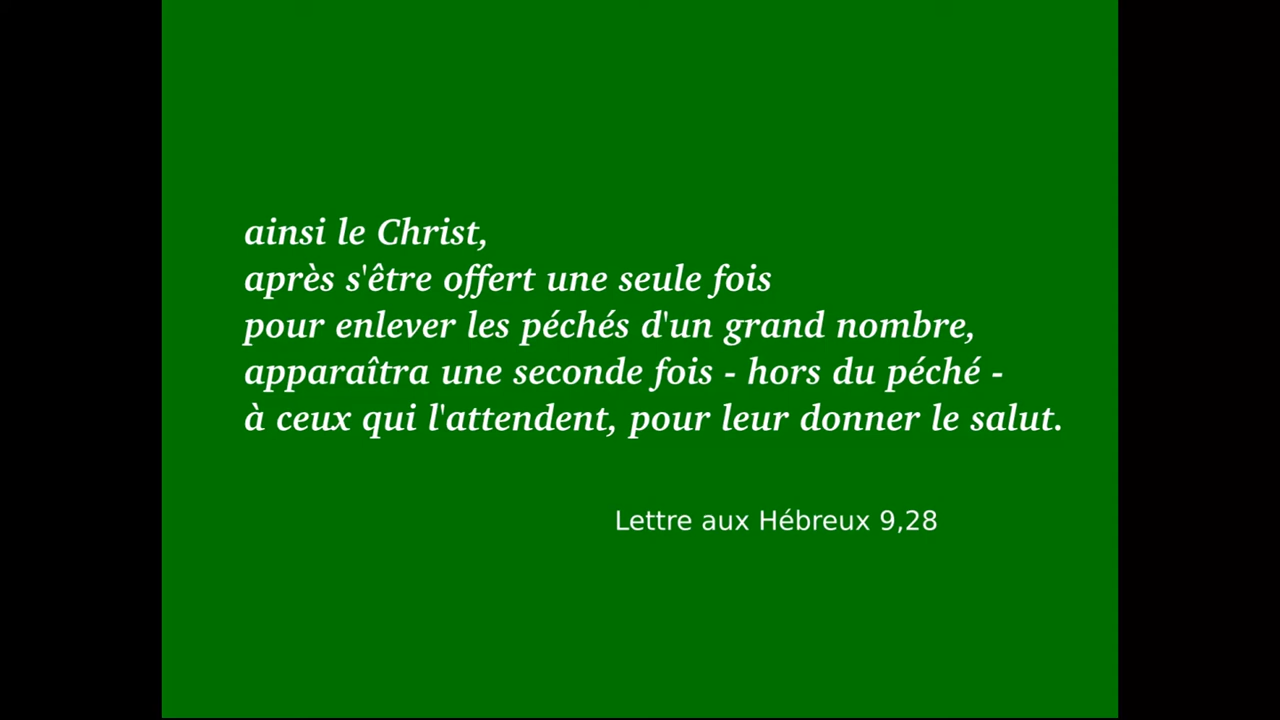 ainsi le Christ,
après s'être offert une seule fois
pour enlever les péchés d'un grand nombre,
apparaîtra une seconde fois - hors du péché -
à ceux qui l'attendent, pour leur donner le salut.
Lettre aux Hébreux 9,28